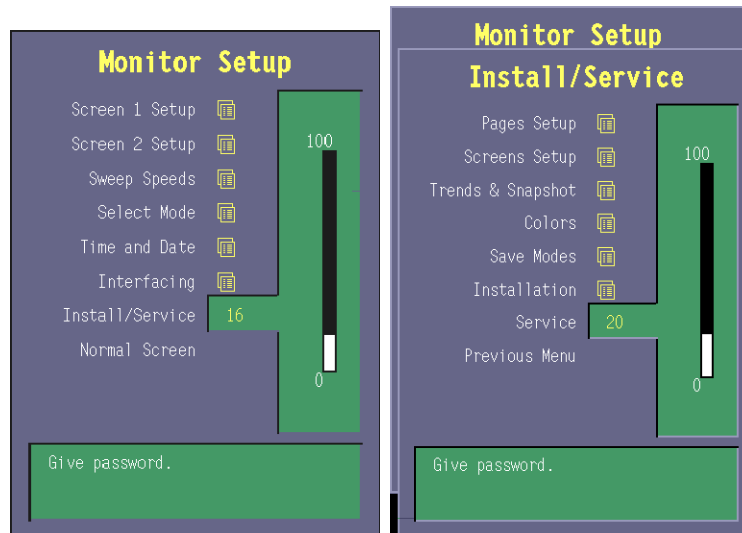 Monitor Setup
Screen 1 Setup
Screen 2 Setup
Sweep Speeds
Select Mode
Time and Date
Interfacing
Install/Service 16
Normal Screen
100
0
Give password.
Monitor Setup
Install/Service
Pages Setup
Screens Setup
Trends & Snapshot
Colors
Save Modes
Installation
Service 20
Previous Menu
100
0
Give password.